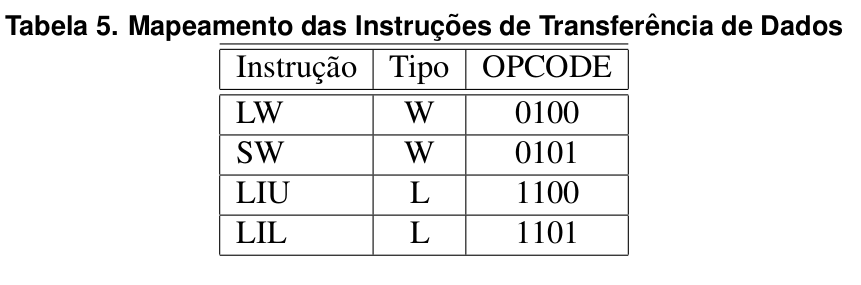 Tabela 5. Mapeamento das Instruções de Transferência de Dados
Instrução Tipo OPCODE
LW W 0100
SW W 0101
LIU L 1100
LIL L 1101